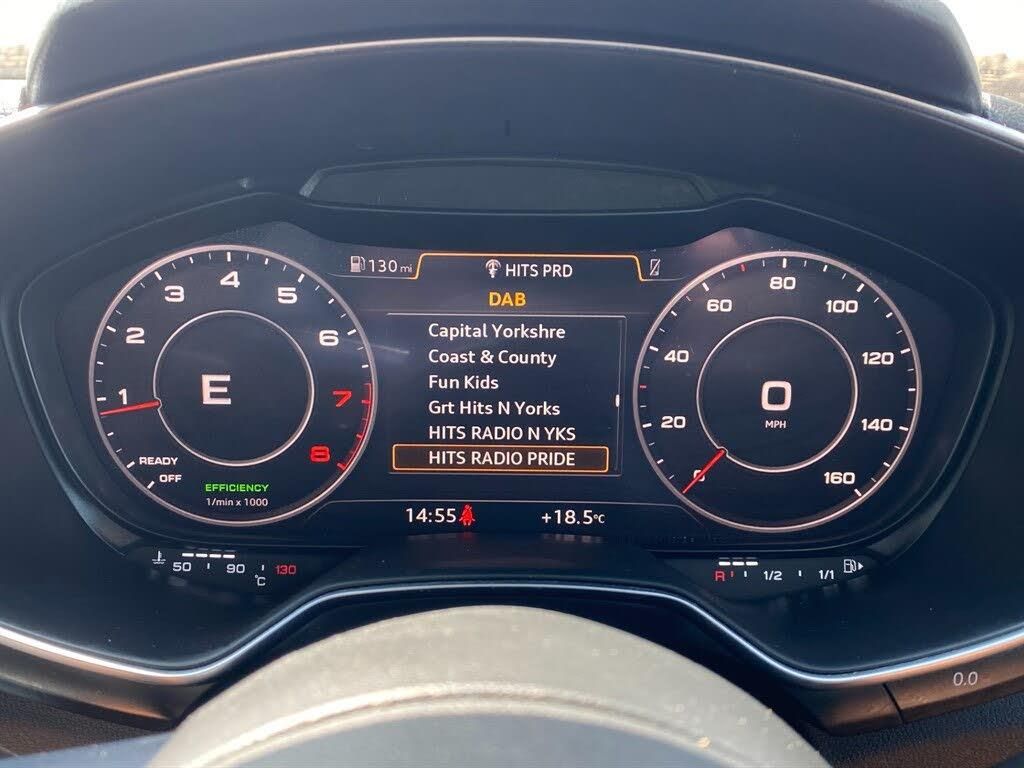 130 mi
HITS PRD
DAB
Capital Yorkshre
Coast & County
Fun Kids
Grt Hits N Yorks
HITS RADIO N YKS
HITS RADIO PRIDE
14:55
+18.5°C
1
2
3
4
5
6
7
8
E
READY
OFF
EFFICIENCY
1/min x 1000
0
20
40
60
80
100
120
140
160
0
MPH
50 90 130
°C
R 1/2 1/1
0.0